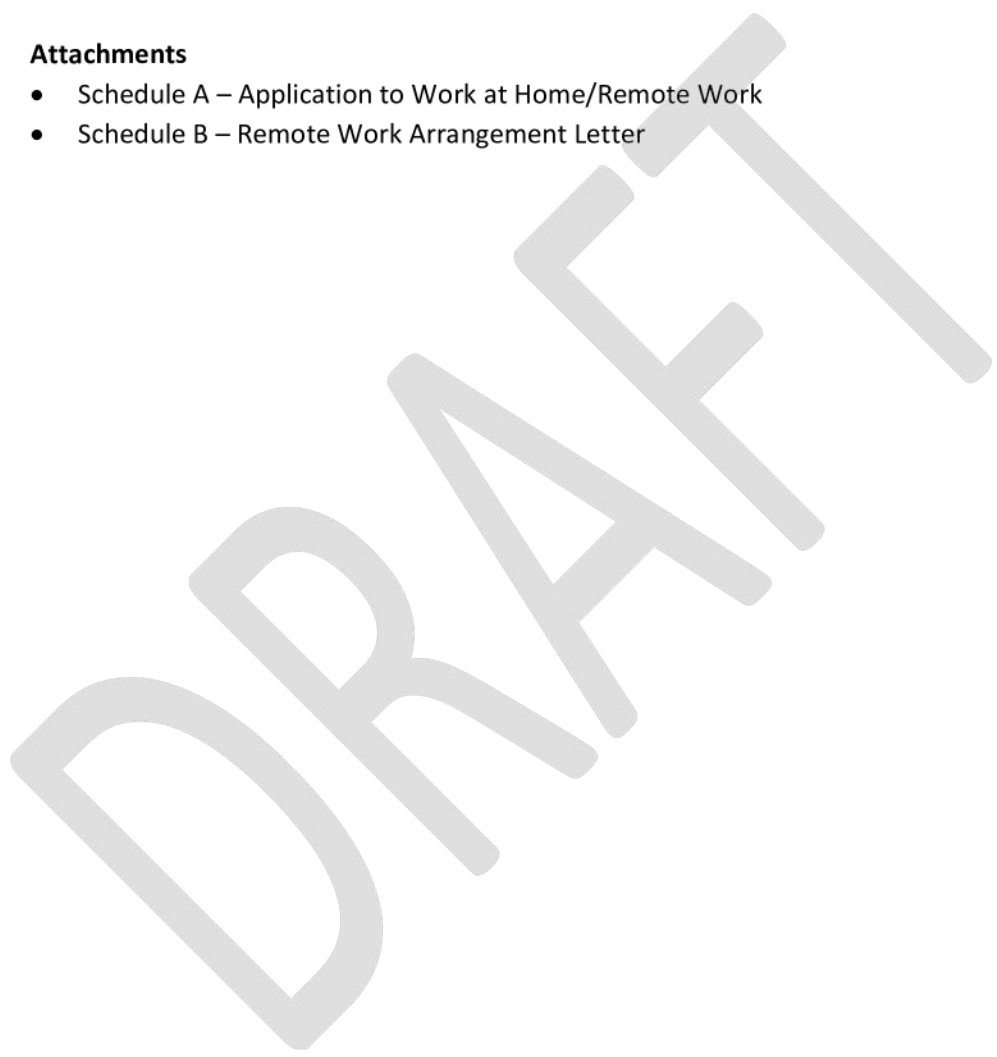 Attachments
• Schedule A – Application to Work at Home/Remote Work
• Schedule B – Remote Work Arrangement Letter
DRAFT